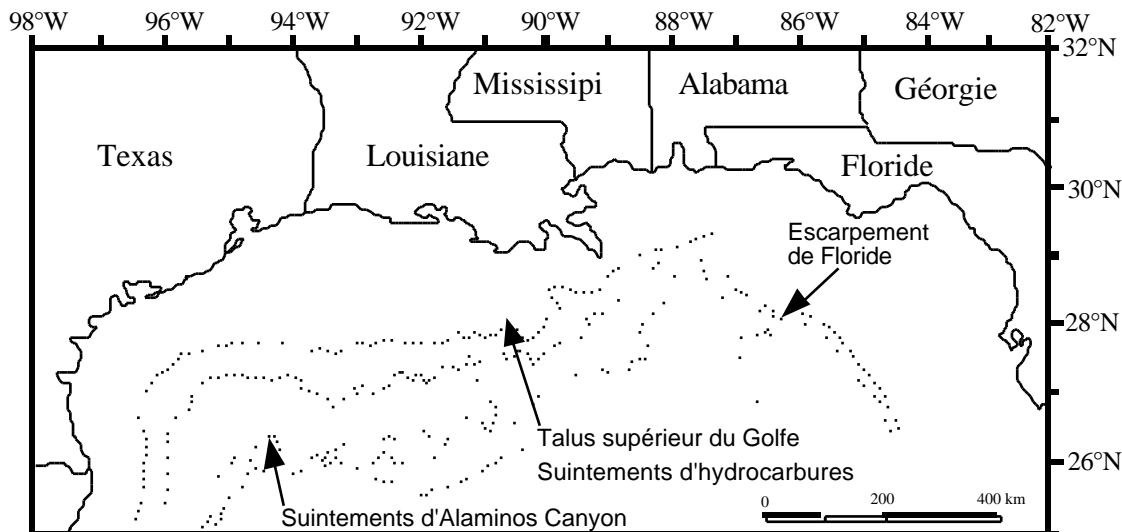 98°W 96°W 94°W 92°W 90°W 88°W 86°W 84°W 82°W
32°N
Mississipi Alabama Géorgie
Texas Louisiane Floride
30°N
Escarpement
de Floride
28°N
Talus supérieur du Golfe
Suintements d'hydrocarbures
26°N
0 200 400 km
Suintements d'Alaminos Canyon